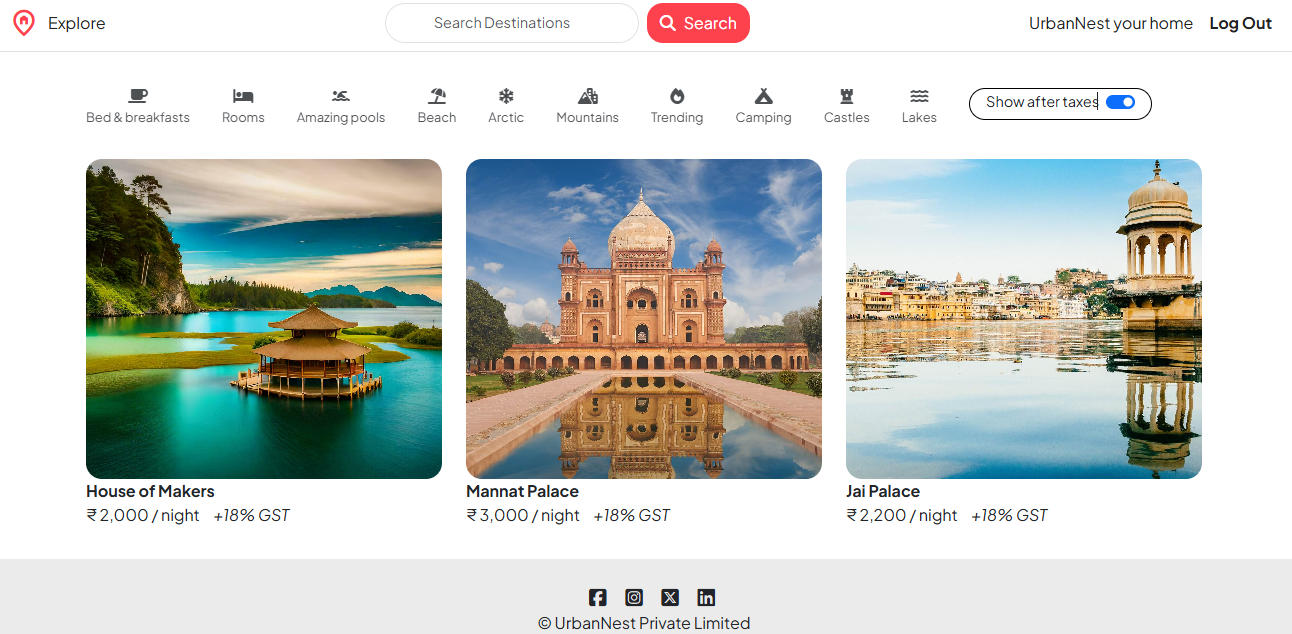 Explore
Search Destinations
Search
UrbanNest your home
Log Out
Bed & breakfasts
Rooms
Amazing pools
Beach
Arctic
Mountains
Trending
Camping
Castles
Lakes
Show after taxes
House of Makers
₹ 2,000 / night +18% GST
Mannat Palace
₹ 3,000 / night +18% GST
Jai Palace
₹ 2,200 / night +18% GST
© UrbanNest Private Limited